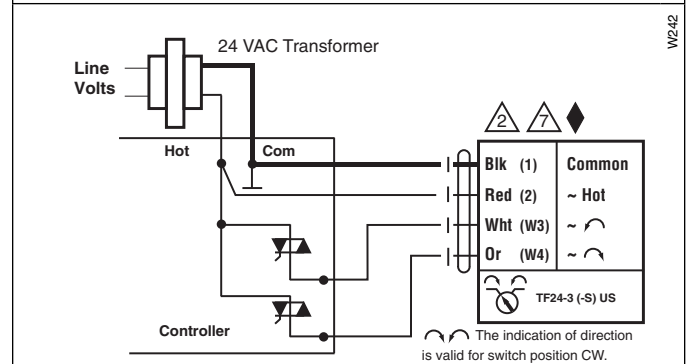 W242
24 VAC Transformer
Line
Volts
2 7
Hot Com
Blk (1) Common
Red (2) ~ Hot
Wht (W3) ~
Or (W4) ~
TF24-3 (-S) US
Controller
The indication of direction
is valid for switch position CW.